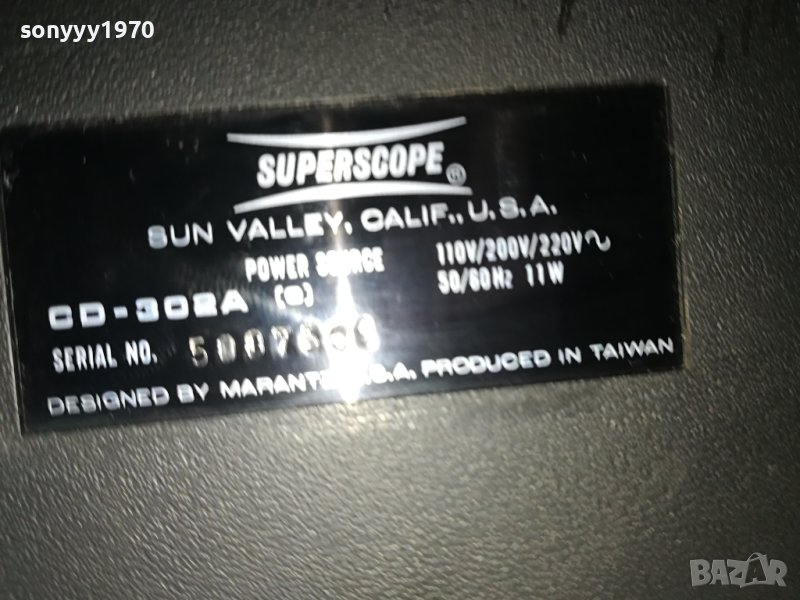 sonyyy1970
SUPERSCOPE®
SUN VALLEY, CALIF., U.S.A.
POWER SOURCE 110V/200V/220V~
CD-302A 50/60Hz 11W
SERIAL NO.
DESIGNED BY U.S.A. PRODUCED IN TAIWAN
BAZAR